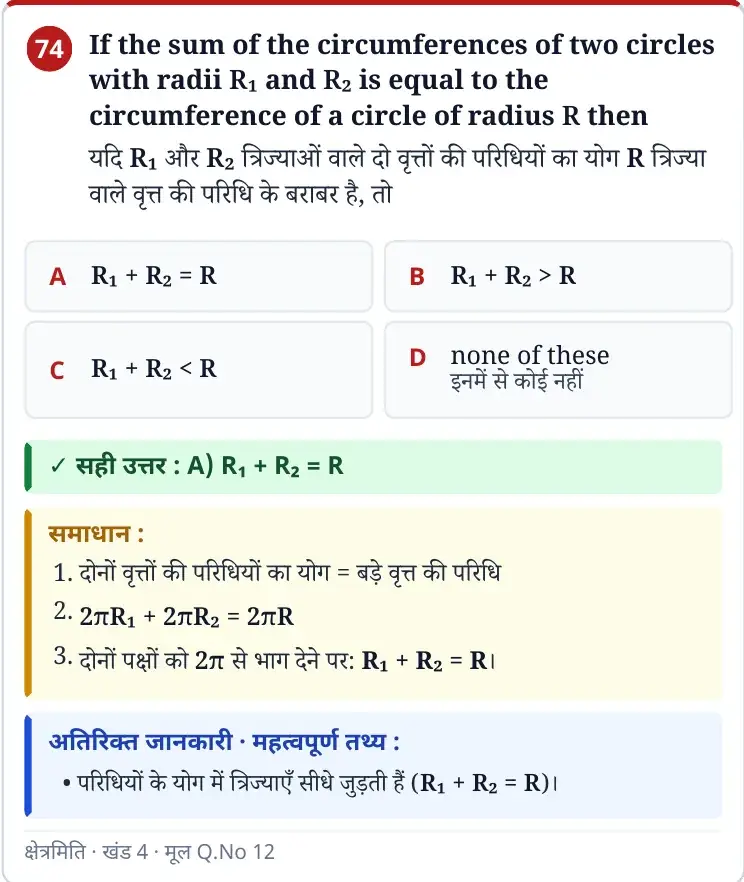 74 If the sum of the circumferences of two circles
with radii R₁ and R₂ is equal to the
circumference of a circle of radius R then
यदि R₁ और R₂ त्रिज्याओं वाले दो वृत्तों की परिधियों का योग R त्रिज्या
वाले वृत्त की परिधि के बराबर है, तो
A R₁ + R₂ = R
B R₁ + R₂ > R
C R₁ + R₂ < R
D none of these
इनमें से कोई नहीं
✓ सही उत्तर : A) R₁ + R₂ = R
समाधान :
1. दोनों वृत्तों की परिधियों का योग = बड़े वृत्त की परिधि
2. 2πR₁ + 2πR₂ = 2πR
3. दोनों पक्षों को 2π से भाग देने पर: R₁ + R₂ = R।
अतिरिक्त जानकारी · महत्वपूर्ण तथ्य :
• परिधियों के योग में त्रिज्याएँ सीधे जुड़ती हैं (R₁ + R₂ = R)।
क्षेत्रमिति · खंड 4 · मूल Q.No 12